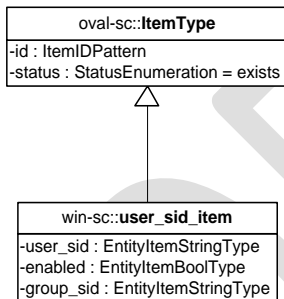 oval-sc::ItemType
-id : ItemIDPattern
-status : StatusEnumeration = exists
win-sc::user_sid_item
-user_sid : EntityItemStringType
-enabled : EntityItemBoolType
-group_sid : EntityItemStringType